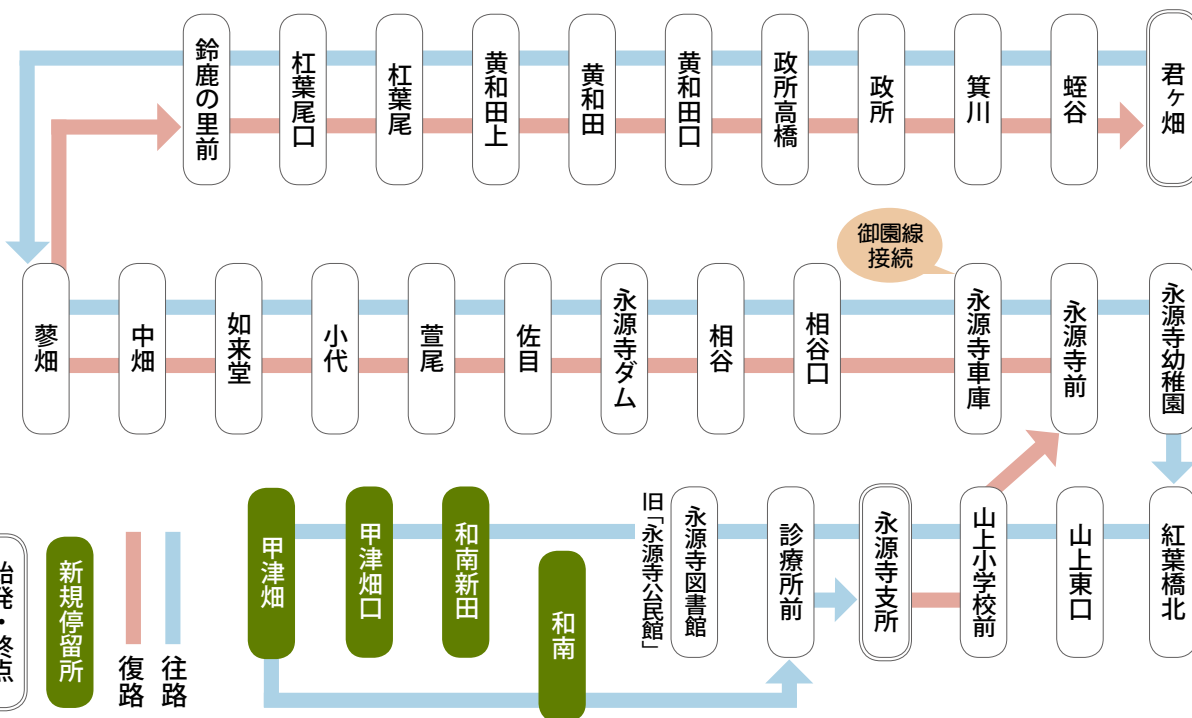 鈴鹿の里前
杠葉尾口
杠葉尾
黄和田上
黄和田
黄和田口
政所高橋
政所
箕川
蛭谷
君ヶ畑
御園線
接続
蓼畑
中畑
如来堂
小代
萱尾
佐目
永源寺ダム
相谷
相谷口
永源寺車庫
永源寺前
永源寺幼稚園
始発・終点
新規停留所
復路
往路
甲津畑
甲津畑口
和南新田
和南
旧「永源寺公民館」
永源寺図書館
診療所前
永源寺支所
山上小学校前
山上東口
紅葉橋北